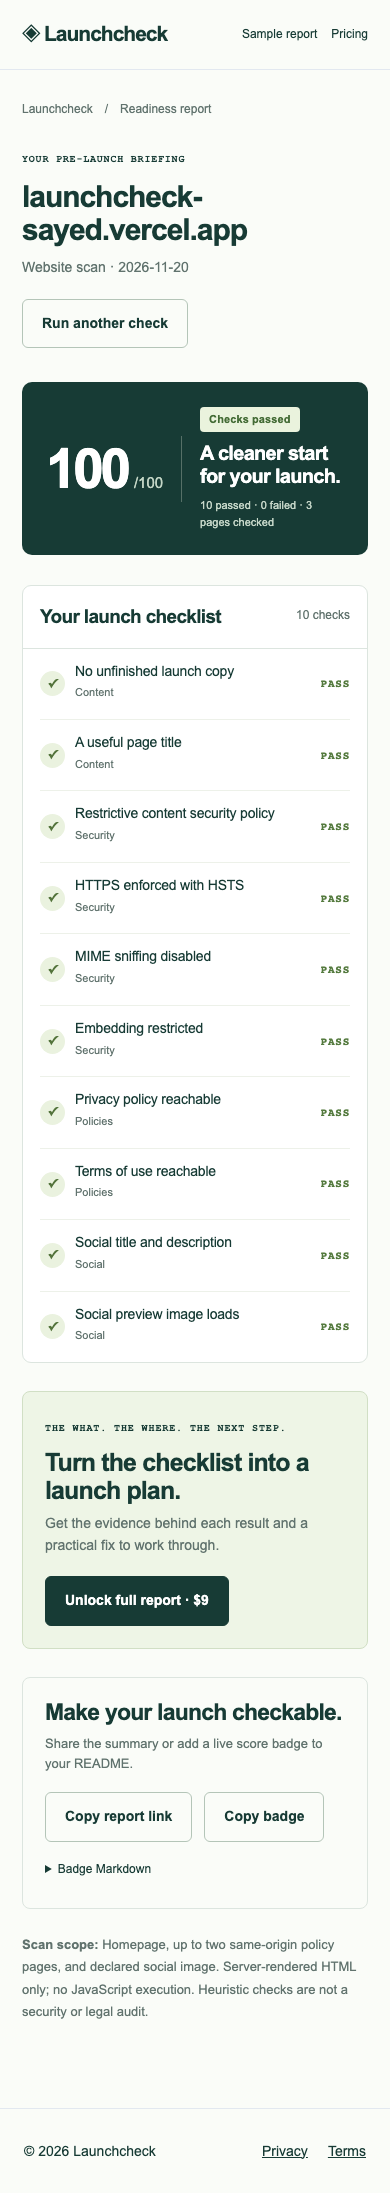 Launchcheck
Sample report Pricing
Launchcheck / Readiness report
YOUR PRE-LAUNCH BRIEFING
launchcheck-
sayed.vercel.app
Website scan · 2026-11-20
Run another check
100 /100
Checks passed
A cleaner start
for your launch.
10 passed · 0 failed · 3
pages checked
Your launch checklist
10 checks
No unfinished launch copy
Content
PASS
A useful page title
Content
PASS
Restrictive content security policy
Security
PASS
HTTPS enforced with HSTS
Security
PASS
MIME sniffing disabled
Security
PASS
Embedding restricted
Security
PASS
Privacy policy reachable
Policies
PASS
Terms of use reachable
Policies
PASS
Social title and description
Social
PASS
Social preview image loads
Social
PASS
THE WHAT. THE WHERE. THE NEXT STEP.
Turn the checklist into a
launch plan.
Get the evidence behind each result and a
practical fix to work through.
Unlock full report · $9
Make your launch checkable.
Share the summary or add a live score badge to
your README.
Copy report link
Copy badge
Badge Markdown
Scan scope: Homepage, up to two same-origin policy
pages, and declared social image. Server-rendered HTML
only; no JavaScript execution. Heuristic checks are not a
security or legal audit.
© 2026 Launchcheck
Privacy Terms